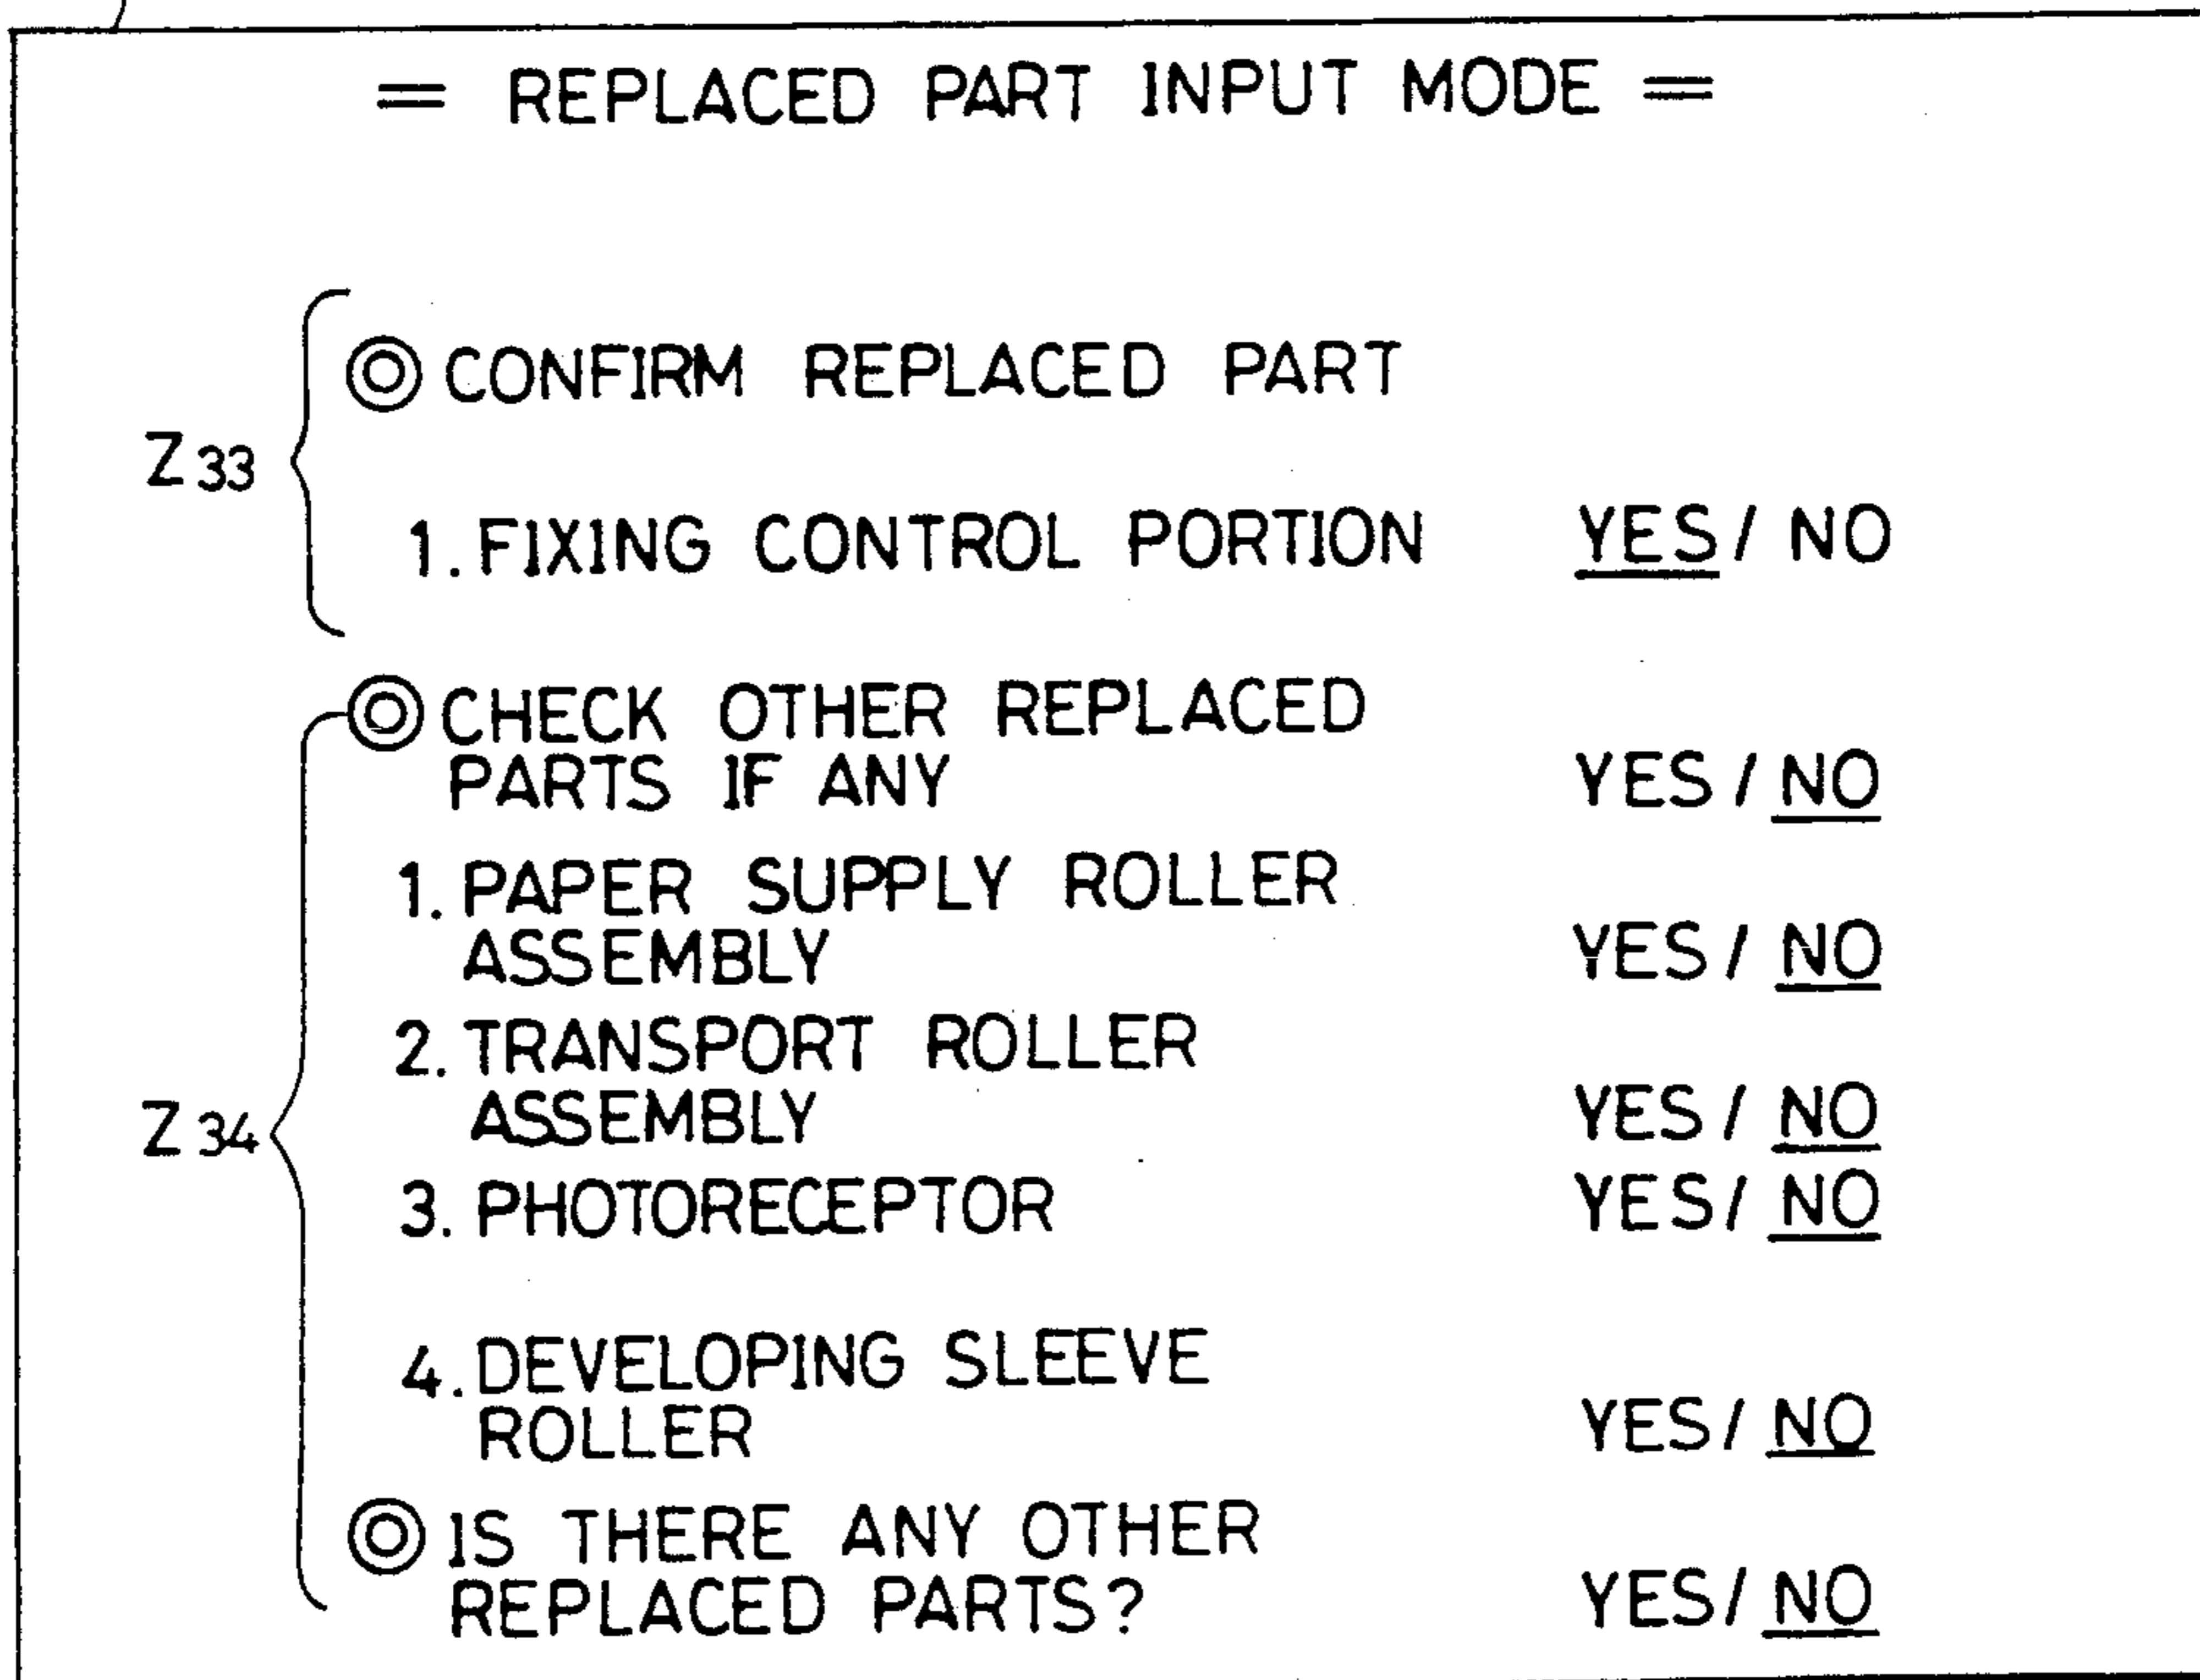 = REPLACED PART INPUT MODE =
◎ CONFIRM REPLACED PART
Z33
1. FIXING CONTROL PORTION YES / NO
◎ CHECK OTHER REPLACED
PARTS IF ANY YES / NO
1. PAPER SUPPLY ROLLER
ASSEMBLY YES / NO
2. TRANSPORT ROLLER
Z34
ASSEMBLY YES / NO
3. PHOTORECEPTOR YES / NO
4. DEVELOPING SLEEVE
ROLLER YES / NO
◎ IS THERE ANY OTHER
REPLACED PARTS? YES / NO